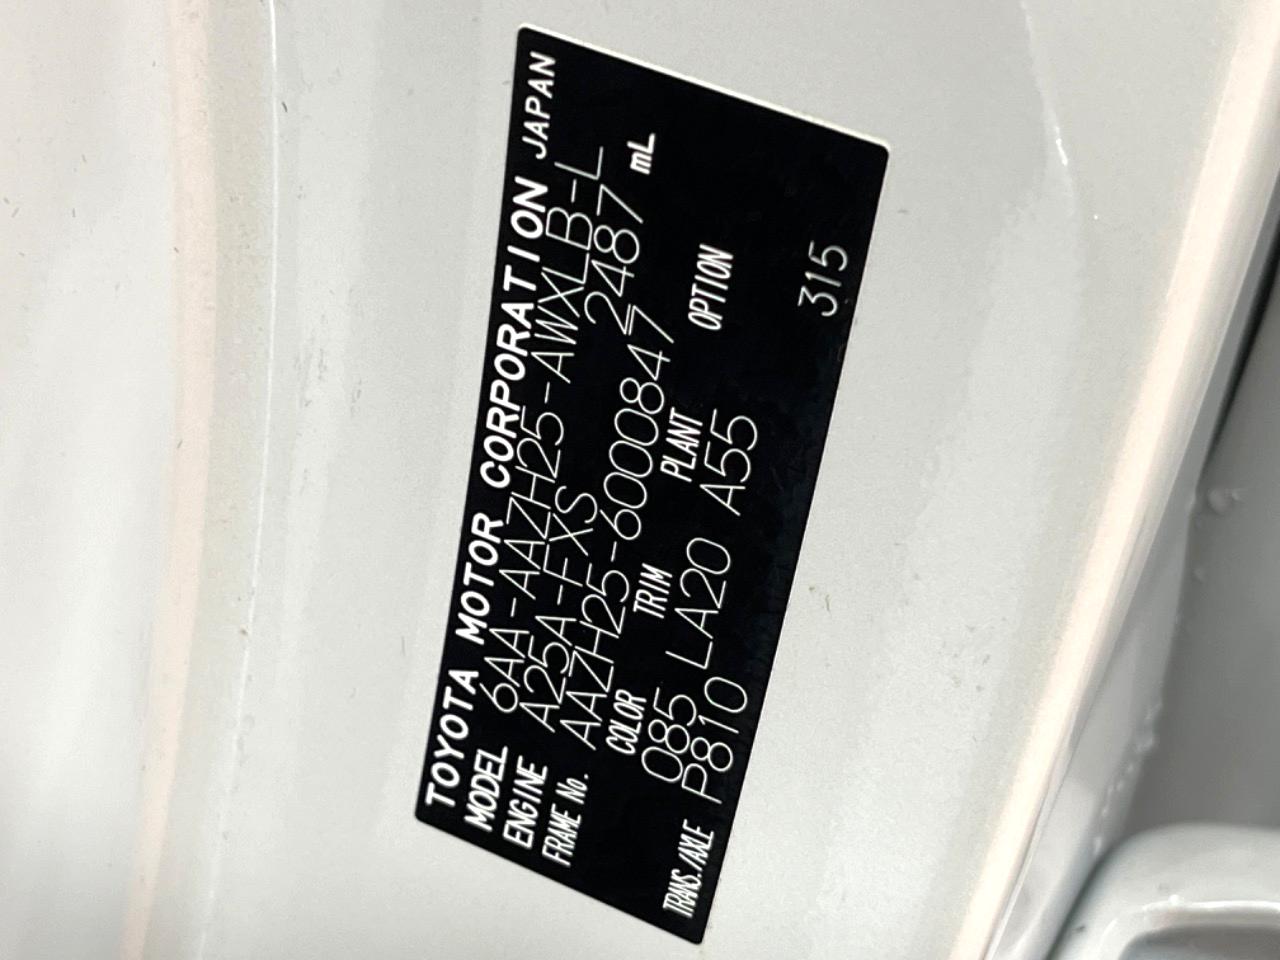 TOYOTA MOTOR CORPORATION JAPAN
MODEL 6AA-AAZH25-AWXLB-L
ENGINE A25A-FXS 2487 mL
FRAME No. AAZH25-6000847
COLOR TRIM PLANT OPTION
085 LA20 A55
TRANS./AXLE P810 315